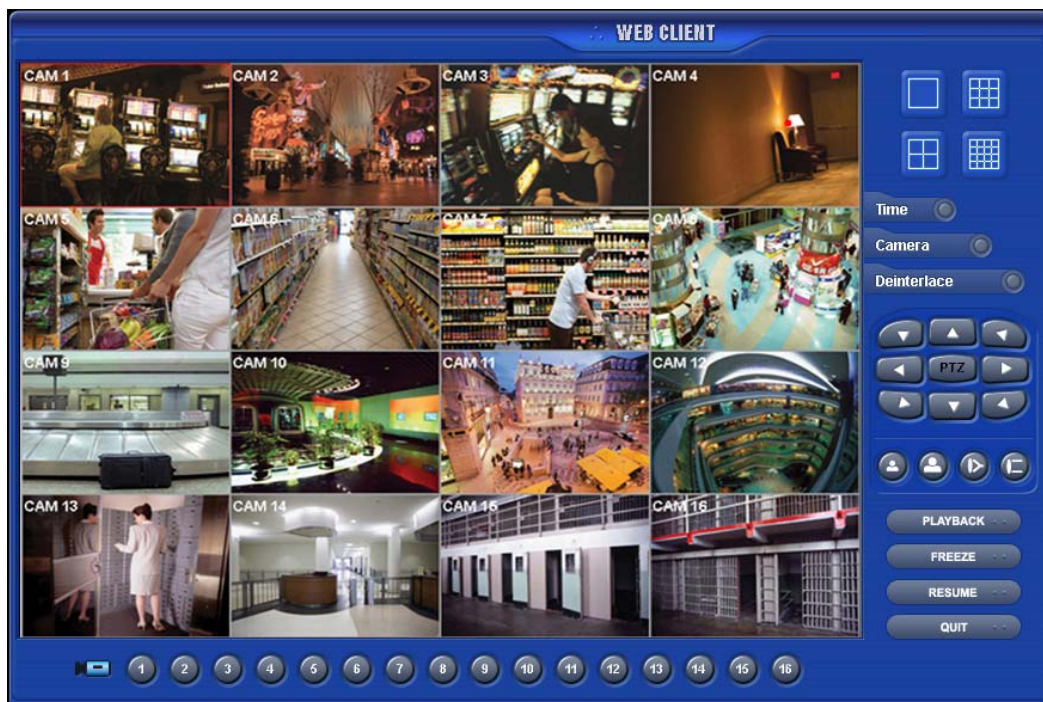 WEB CLIENT
CAM 1
CAM 2
CAM 3
CAM 4
Time
Camera
Deinterlace
CAM 5
CAM 6
CAM 7
CAM 8
PTZ
CAM 9
CAM 10
CAM 11
CAM 12
CAM 13
CAM 14
CAM 15
CAM 16
PLAYBACK
FREEZE
RESUME
QUIT
1 2 3 4 5 6 7 8 9 10 11 12 13 14 15 16